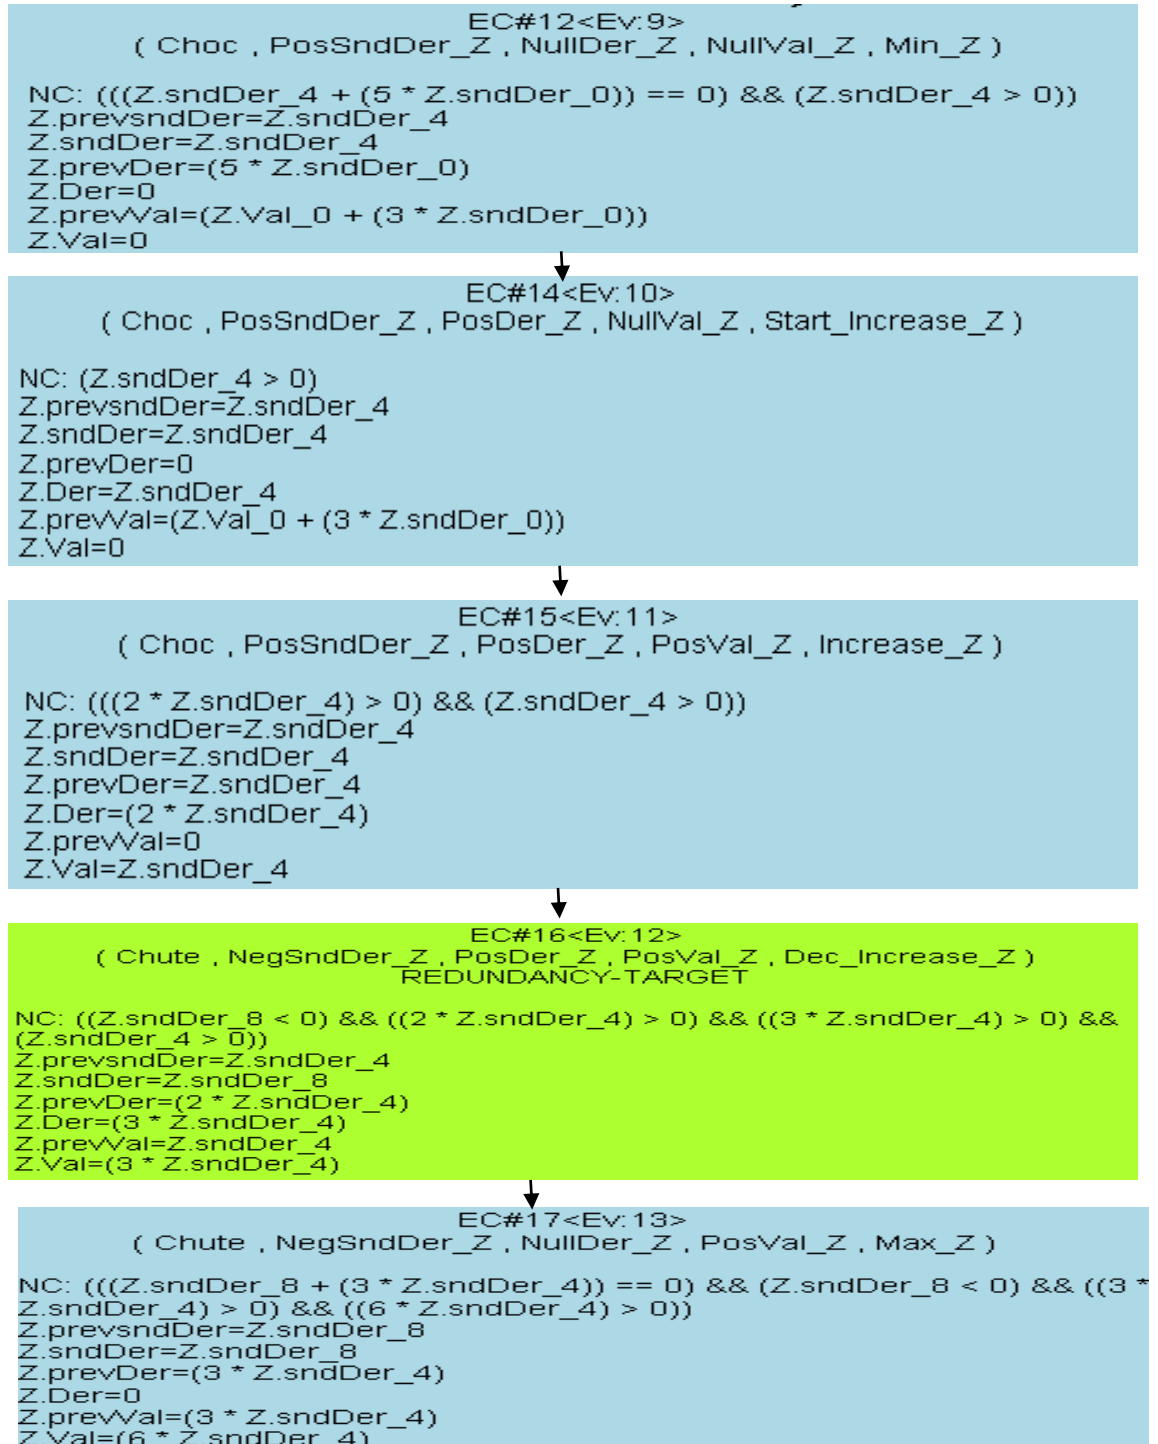 EC#12<Ev:9>
( Choc , PosSndDer_Z , NullDer_Z , NullVal_Z , Min_Z )
NC: (((Z.sndDer_4 + (5 * Z.sndDer_0)) == 0) && (Z.sndDer_4 > 0))
Z.prevsndDer=Z.sndDer_4
Z.sndDer=Z.sndDer_4
Z.prevDer=(5 * Z.sndDer_0)
Z.Der=0
Z.prevVal=(Z.Val_0 + (3 * Z.sndDer_0))
Z.Val=0
EC#14<Ev:10>
( Choc , PosSndDer_Z , PosDer_Z , NullVal_Z , Start_Increase_Z )
NC: (Z.sndDer_4 > 0)
Z.prevsndDer=Z.sndDer_4
Z.sndDer=Z.sndDer_4
Z.prevDer=0
Z.Der=Z.sndDer_4
Z.prevVal=(Z.Val_0 + (3 * Z.sndDer_0))
Z.Val=0
EC#15<Ev:11>
( Choc , PosSndDer_Z , PosDer_Z , PosVal_Z , Increase_Z )
NC: (((2 * Z.sndDer_4) > 0) && (Z.sndDer_4 > 0))
Z.prevsndDer=Z.sndDer_4
Z.sndDer=Z.sndDer_4
Z.prevDer=Z.sndDer_4
Z.Der=(2 * Z.sndDer_4)
Z.prevVal=0
Z.Val=Z.sndDer_4
EC#16<Ev:12>
( Chute , NegSndDer_Z , PosDer_Z , PosVal_Z , Dec_Increase_Z )
REDUNDANCY-TARGET
NC: ((Z.sndDer_8 < 0) && ((2 * Z.sndDer_4) > 0) && ((3 * Z.sndDer_4) > 0) &&
(Z.sndDer_4 > 0))
Z.prevsndDer=Z.sndDer_4
Z.sndDer=Z.sndDer_8
Z.prevDer=(2 * Z.sndDer_4)
Z.Der=(3 * Z.sndDer_4)
Z.prevVal=Z.sndDer_4
Z.Val=(3 * Z.sndDer_4)
EC#17<Ev:13>
( Chute , NegSndDer_Z , NullDer_Z , PosVal_Z , Max_Z )
NC: (((Z.sndDer_8 + (3 * Z.sndDer_4)) == 0) && (Z.sndDer_8 < 0) && ((3 *
Z.sndDer_4) > 0) && ((6 * Z.sndDer_4) > 0))
Z.prevsndDer=Z.sndDer_8
Z.sndDer=Z.sndDer_8
Z.prevDer=(3 * Z.sndDer_4)
Z.Der=0
Z.prevVal=(3 * Z.sndDer_4)
Z.Val=(6 * Z.sndDer_4)